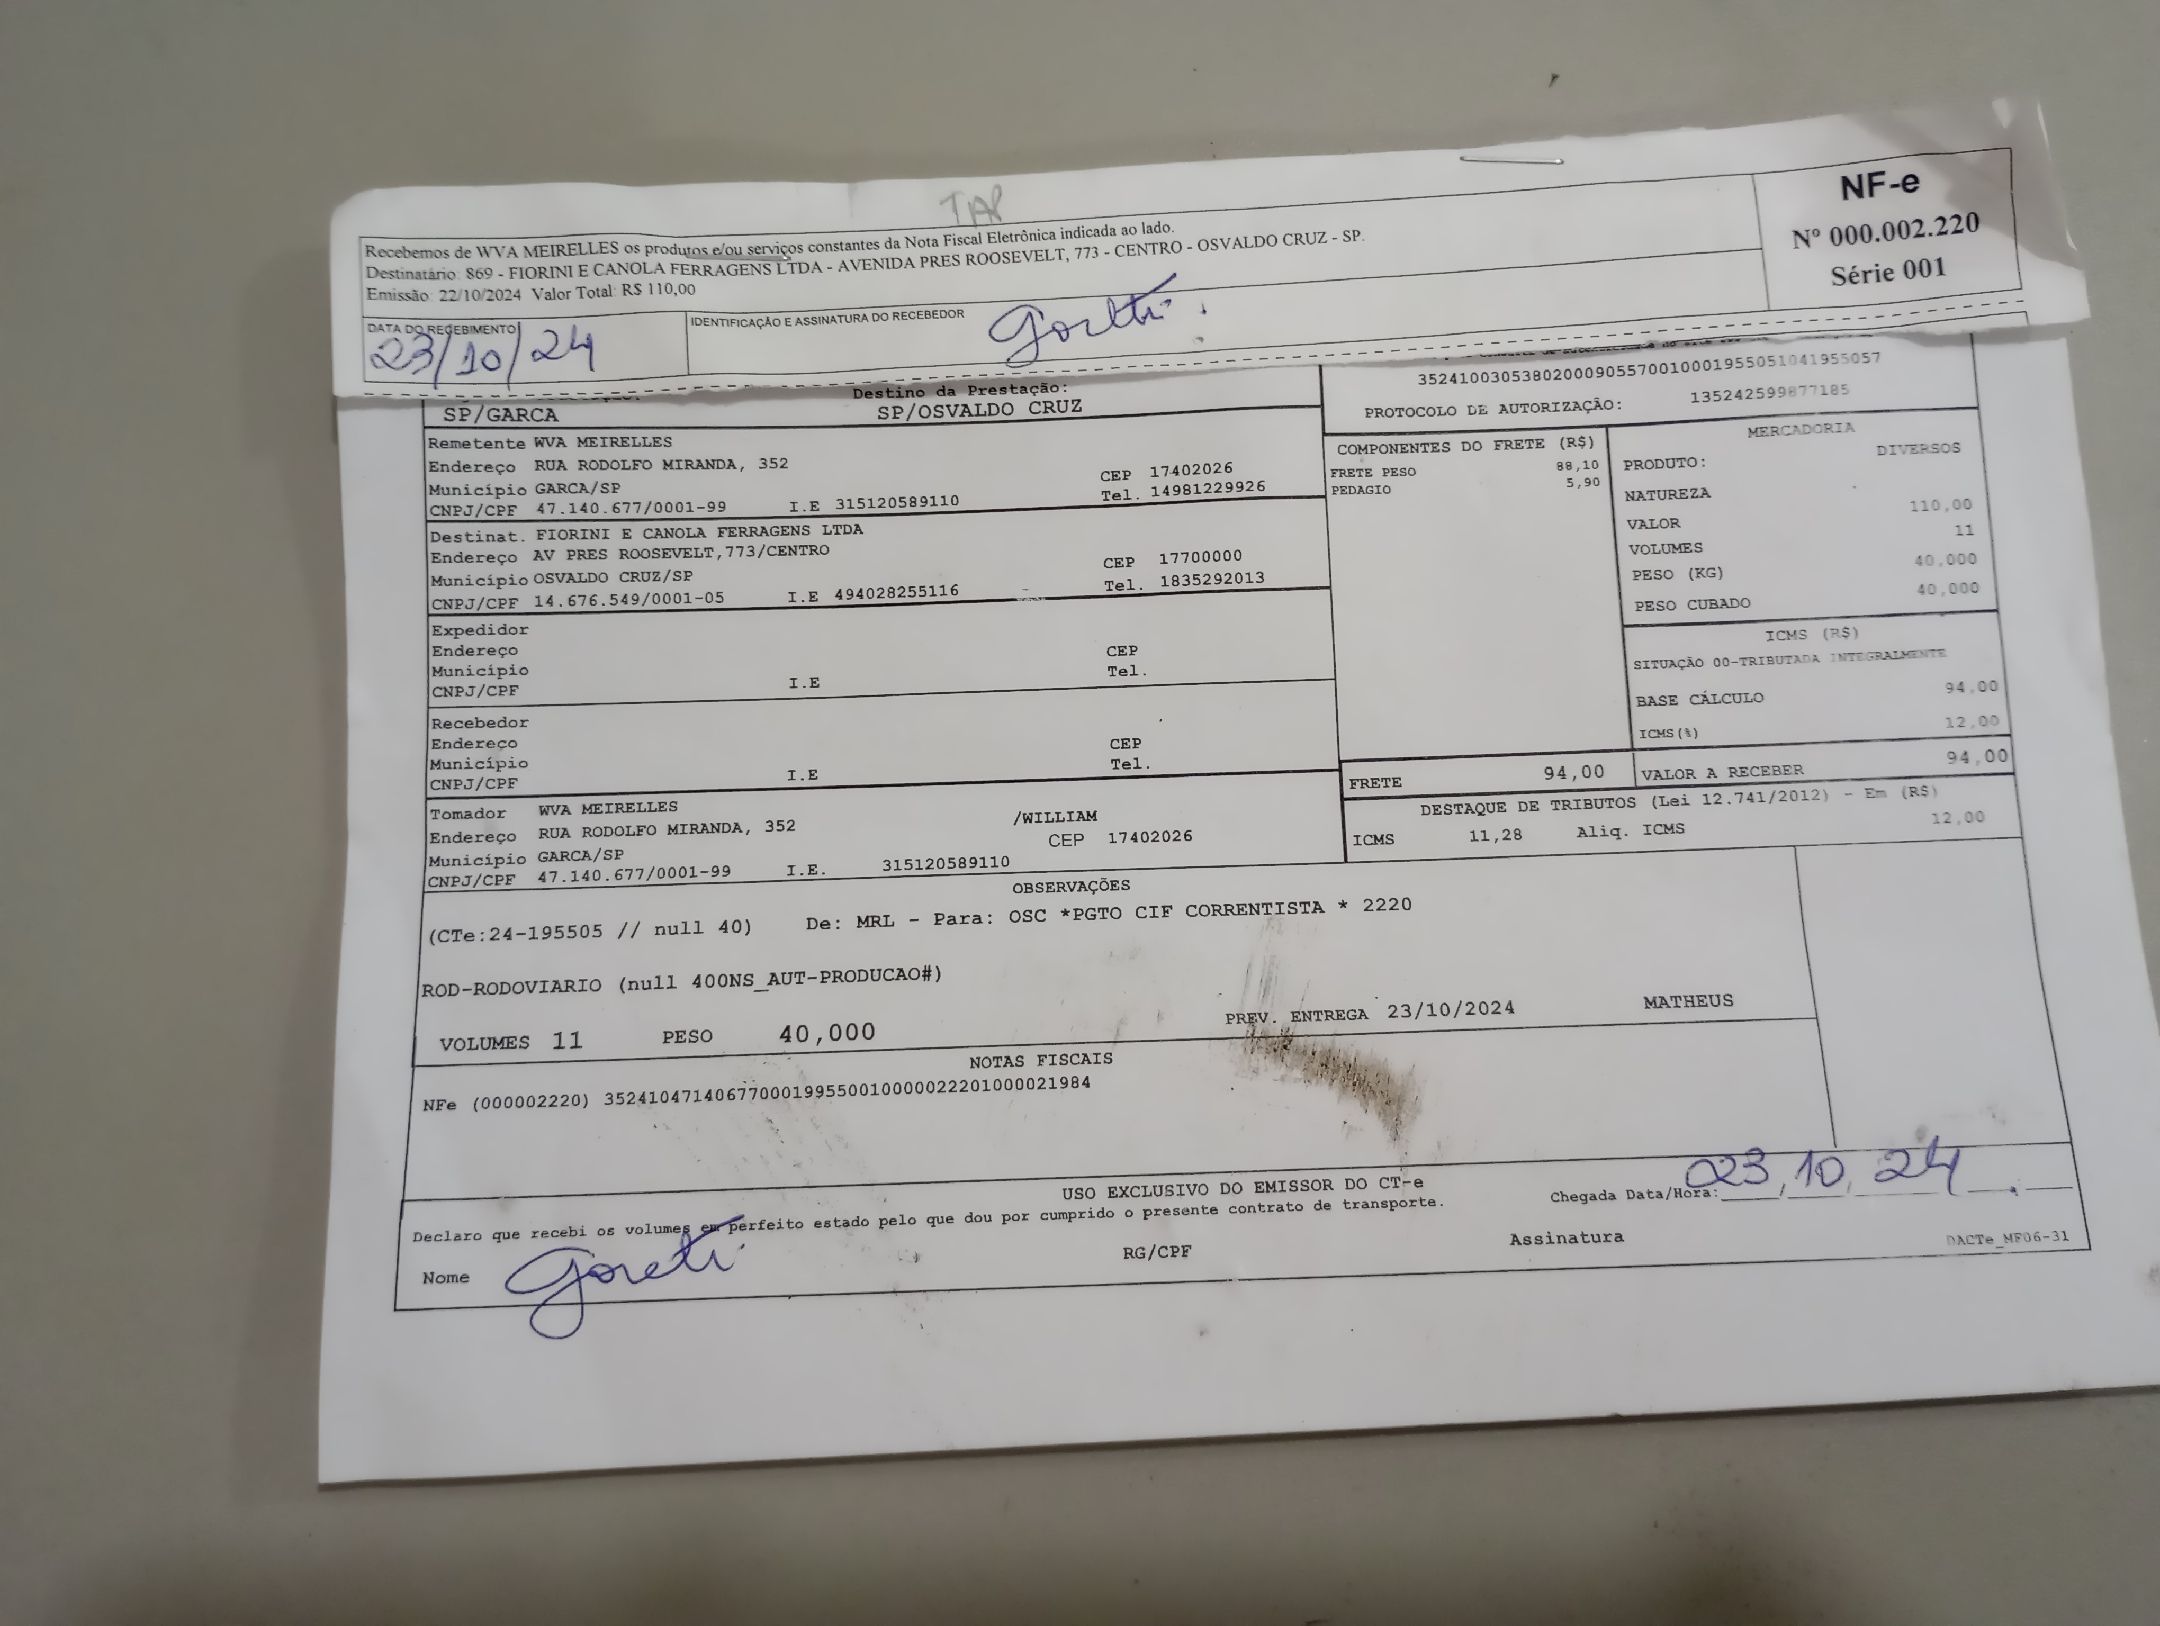 TAP
Recebemos de WVA MEIRELLES os produtos e/ou serviços constantes da Nota Fiscal Eletrônica indicada ao lado.
Destinatário: 869 - FIORINI E CANOLA FERRAGENS LTDA - AVENIDA PRES ROOSEVELT, 773 - CENTRO - OSVALDO CRUZ - SP.
Emissão: 22/10/2024 Valor Total: R$ 110,00
NF-e
Nº 000.002.220
Série 001
DATA DO RECEBIMENTO
23/10/24
IDENTIFICAÇÃO E ASSINATURA DO RECEBEDOR
Goretti
Destino da Prestação:
SP/GARCA SP/OSVALDO CRUZ
35241003053802000905570010001955051041955057
PROTOCOLO DE AUTORIZAÇÃO: 135242599877185
Remetente WVA MEIRELLES
Endereço RUA RODOLFO MIRANDA, 352 CEP 17402026
Município GARCA/SP Tel. 14981229926
CNPJ/CPF 47.140.677/0001-99 I.E 315120589110
Destinat. FIORINI E CANOLA FERRAGENS LTDA
Endereço AV PRES ROOSEVELT,773/CENTRO CEP 17700000
Município OSVALDO CRUZ/SP Tel. 1835292013
CNPJ/CPF 14.676.549/0001-05 I.E 494028255116
Expedidor
Endereço CEP
Município Tel.
CNPJ/CPF I.E
Recebedor
Endereço CEP
Município Tel.
CNPJ/CPF I.E
Tomador WVA MEIRELLES /WILLIAM
Endereço RUA RODOLFO MIRANDA, 352 CEP 17402026
Município GARCA/SP
CNPJ/CPF 47.140.677/0001-99 I.E. 315120589110
COMPONENTES DO FRETE (R$)
FRETE PESO 88,10
PEDAGIO 5,90
MERCADORIA
PRODUTO: DIVERSOS
NATUREZA
VALOR 110,00
VOLUMES 11
PESO (KG) 40,000
PESO CUBADO 40,000
ICMS (R$)
SITUAÇÃO 00-TRIBUTADA INTEGRALMENTE
BASE CÁLCULO 94,00
ICMS(%) 12,00
FRETE 94,00 VALOR A RECEBER 94,00
DESTAQUE DE TRIBUTOS (Lei 12.741/2012) - Em (R$)
ICMS 11,28 Aliq. ICMS 12,00
OBSERVAÇÕES
(CTe:24-195505 // null 40) De: MRL - Para: OSC *PGTO CIF CORRENTISTA * 2220
ROD-RODOVIARIO (null 400NS_AUT-PRODUCAO#)
VOLUMES 11 PESO 40,000 PREV. ENTREGA 23/10/2024 MATHEUS
NOTAS FISCAIS
NFe (000002220) 35241047140677000199550010000022201000021984
USO EXCLUSIVO DO EMISSOR DO CT-e
Declaro que recebi os volumes em perfeito estado pelo que dou por cumprido o presente contrato de transporte.
Chegada Data/Hora: 23/10/24
Nome Goreti RG/CPF Assinatura DACTe_MF06-31